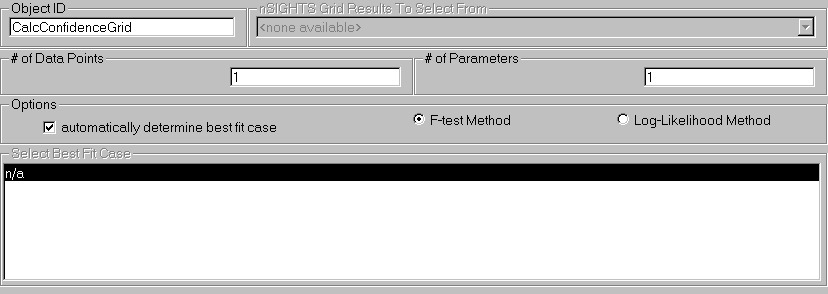 Object ID
nSIGHTS Grid Results To Select From
CalcConfidenceGrid
<none available>
# of Data Points
# of Parameters
1
1
Options
automatically determine best fit case
F-test Method
Log-Likelihood Method
Select Best Fit Case
n/a